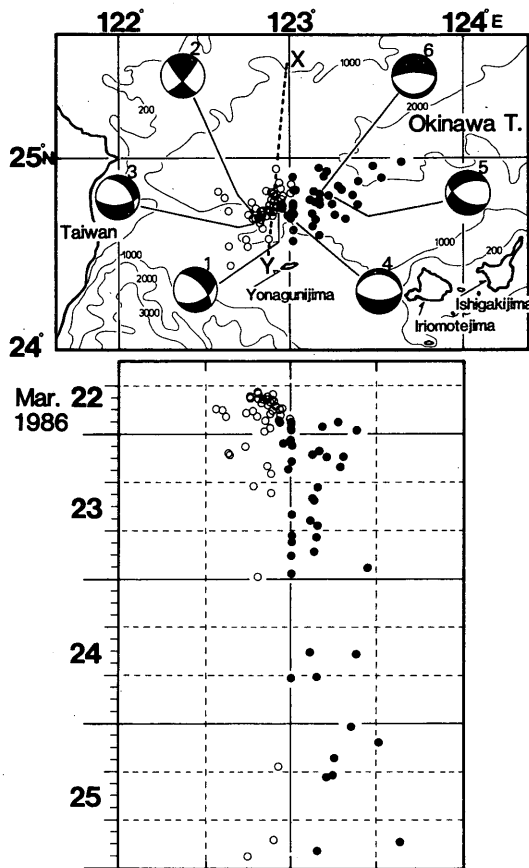 122° 123° 124°E
2 X 6
1000
200
2000
Okinawa T.
25°N
3 5
Taiwan
1000 200
1000
2000
3000
1 Y 4
Yonagunijima
Ishigakijima
Iriomotejima
24°
Mar. 22
1986
23
24
25